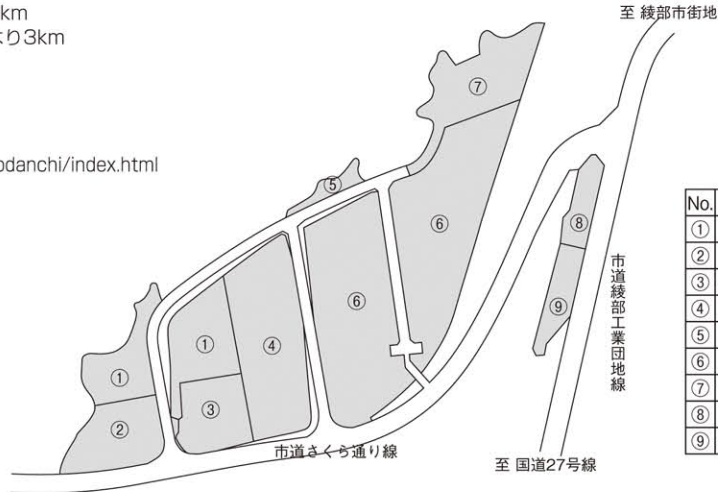 km
り3km
至 綾部市街地
odanchi/index.html
⑦
⑤
⑥
⑧
⑥
①
④
⑨
①
③
②
市道綾部工業団地線
市道さくら通り線
至 国道27号線
No.
①
②
③
④
⑤
⑥
⑦
⑧
⑨